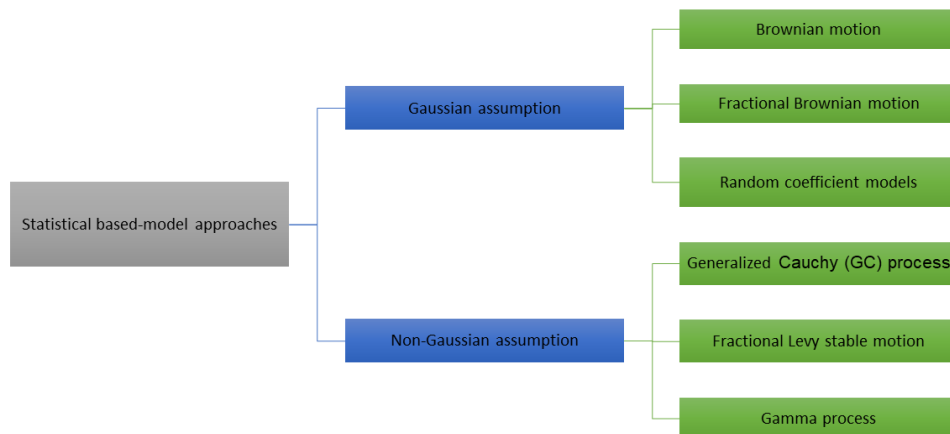 Statistical based-model approaches
Gaussian assumption
Brownian motion
Fractional Brownian motion
Random coefficient models
Non-Gaussian assumption
Generalized Cauchy (GC) process
Fractional Levy stable motion
Gamma process